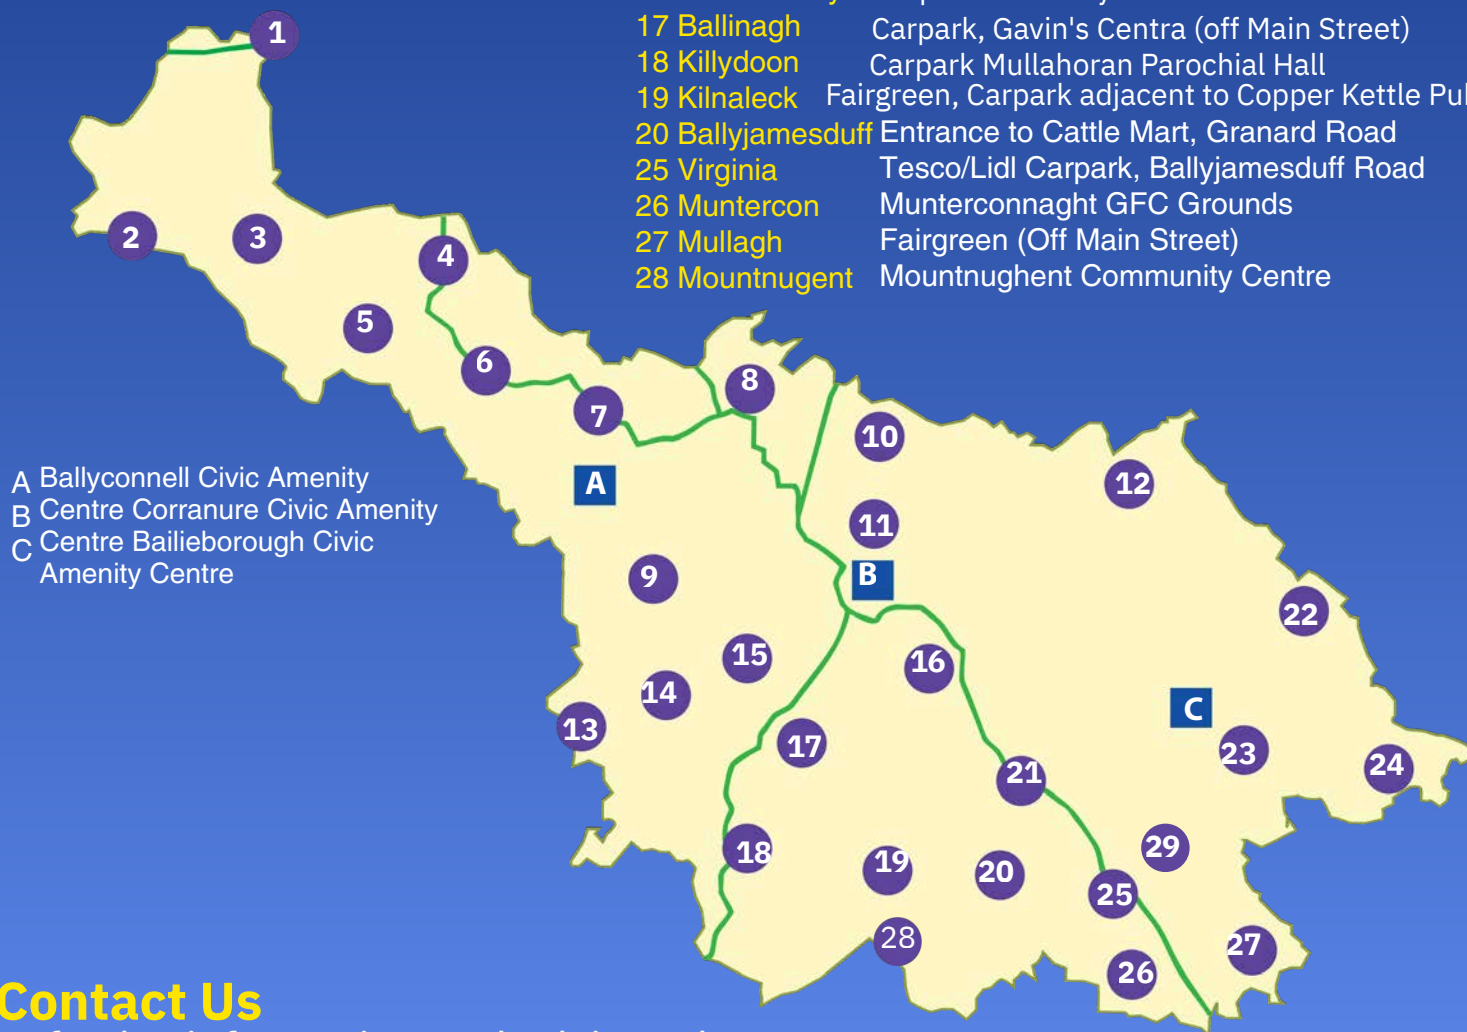 17 Ballinagh Carpark, Gavin's Centra (off Main Street)
18 Killydoon Carpark Mullahoran Parochial Hall
19 Kilnaleck Fairgreen, Carpark adjacent to Copper Kettle
20 Ballyjamesduff Entrance to Cattle Mart, Granard Road
25 Virginia Tesco/Lidl Carpark, Ballyjamesduff Road
26 Muntercon Munterconnaght GFC Grounds
27 Mullagh Fairgreen (Off Main Street)
28 Mountnugent Mountnughent Community Centre
1
2
3
4
5
6
7
8
10
A
12
11
B
9
22
15
16
14
C
13
17
23
21
24
18
19
20
29
25
28
26
27
A Ballyconnell Civic Amenity
B Centre Corranure Civic Amenity
C Centre Bailieborough Civic
Amenity Centre
Contact Us